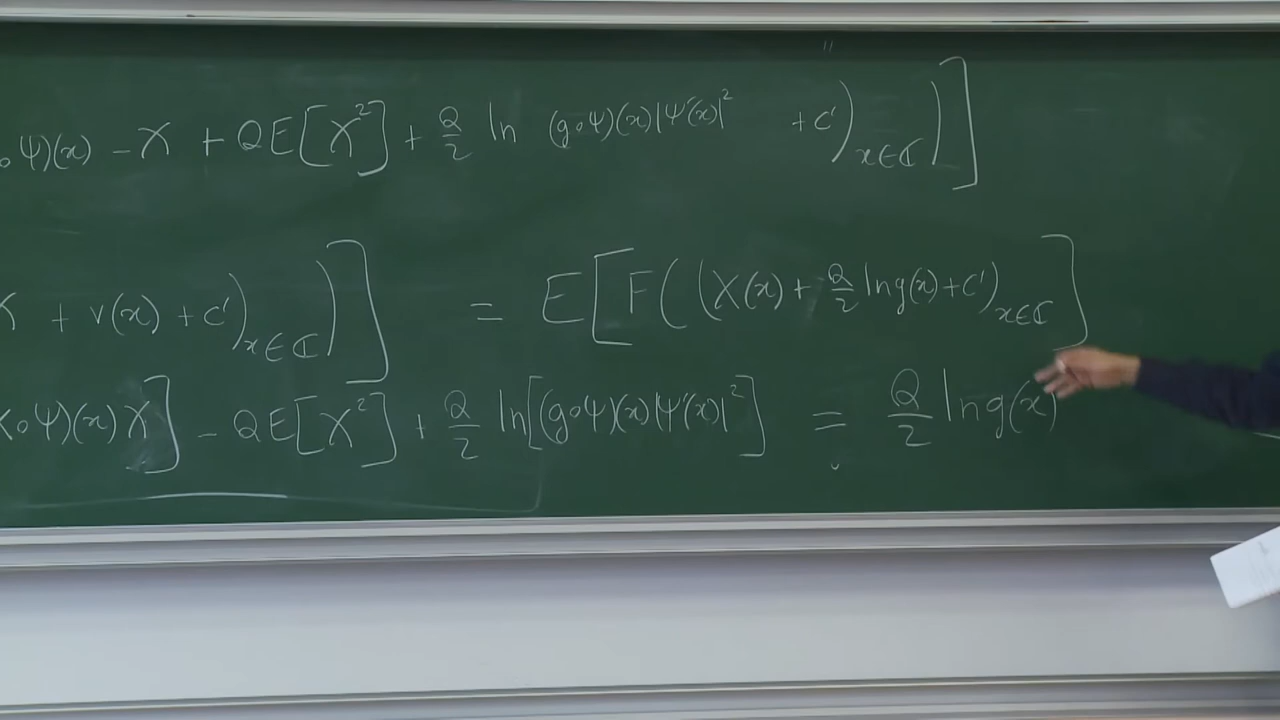 ∘Ψ)(x) - X + QE[X²] + Q/2 ln (g∘Ψ)(x)|Ψ'(x)|² + c')_{x∈ℂ})]
X + v(x) + c')_{x∈ℂ})] = E[F((X(x) + Q/2 ln g(x) + c')_{x∈ℂ}]
X∘Ψ)(x)X] - QE[X²] + Q/2 ln[(g∘Ψ)(x)|Ψ'(x)|²] = Q/2 ln g(x)